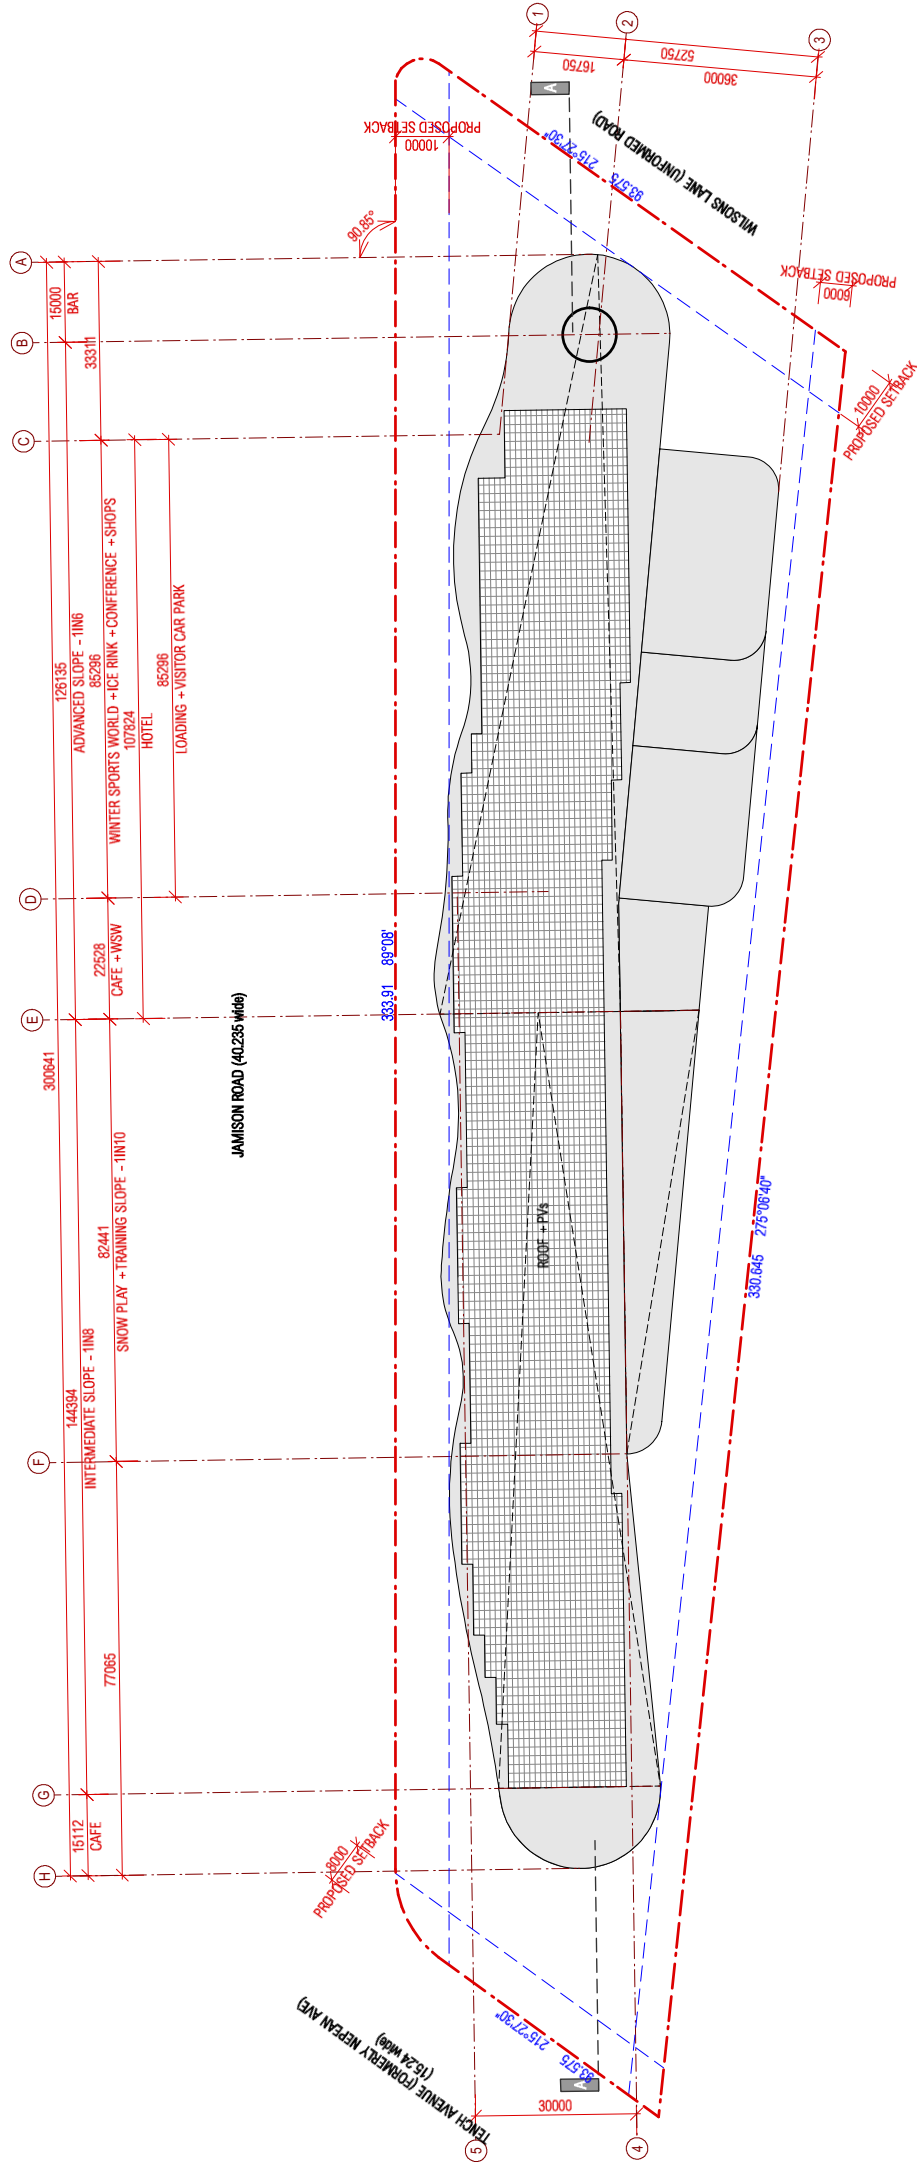 1
2
3
16750
52750
36000
A
PROPOSED SETBACK
10000
WILSONS LANE (UNFORMED ROAD)
215°27'30"
93.575
90.85°
A
B
C
D
E
F
G
H
15000
BAR
33311
126135
ADVANCED SLOPE - 1IN6
85296
WINTER SPORTS WORLD + ICE RINK + CONFERENCE + SHOPS
107824
HOTEL
85296
LOADING + VISITOR CAR PARK
22528
CAFE + WSW
300641
144394
INTERMEDIATE SLOPE - 1IN8
82441
SNOW PLAY + TRAINING SLOPE - 1IN10
77065
15112
CAFE
PROPOSED SETBACK
6000
10000
PROPOSED SETBACK
JAMISON ROAD (40.235 wide)
333.91 89°08'
ROOF + PVs
330.645 275°06'40"
8000
PROPOSED SETBACK
TENCH AVENUE (FORMERLY NEPEAN AVE)
(15.24 wide)
215°27'30"
93.575
A
30000
5
4